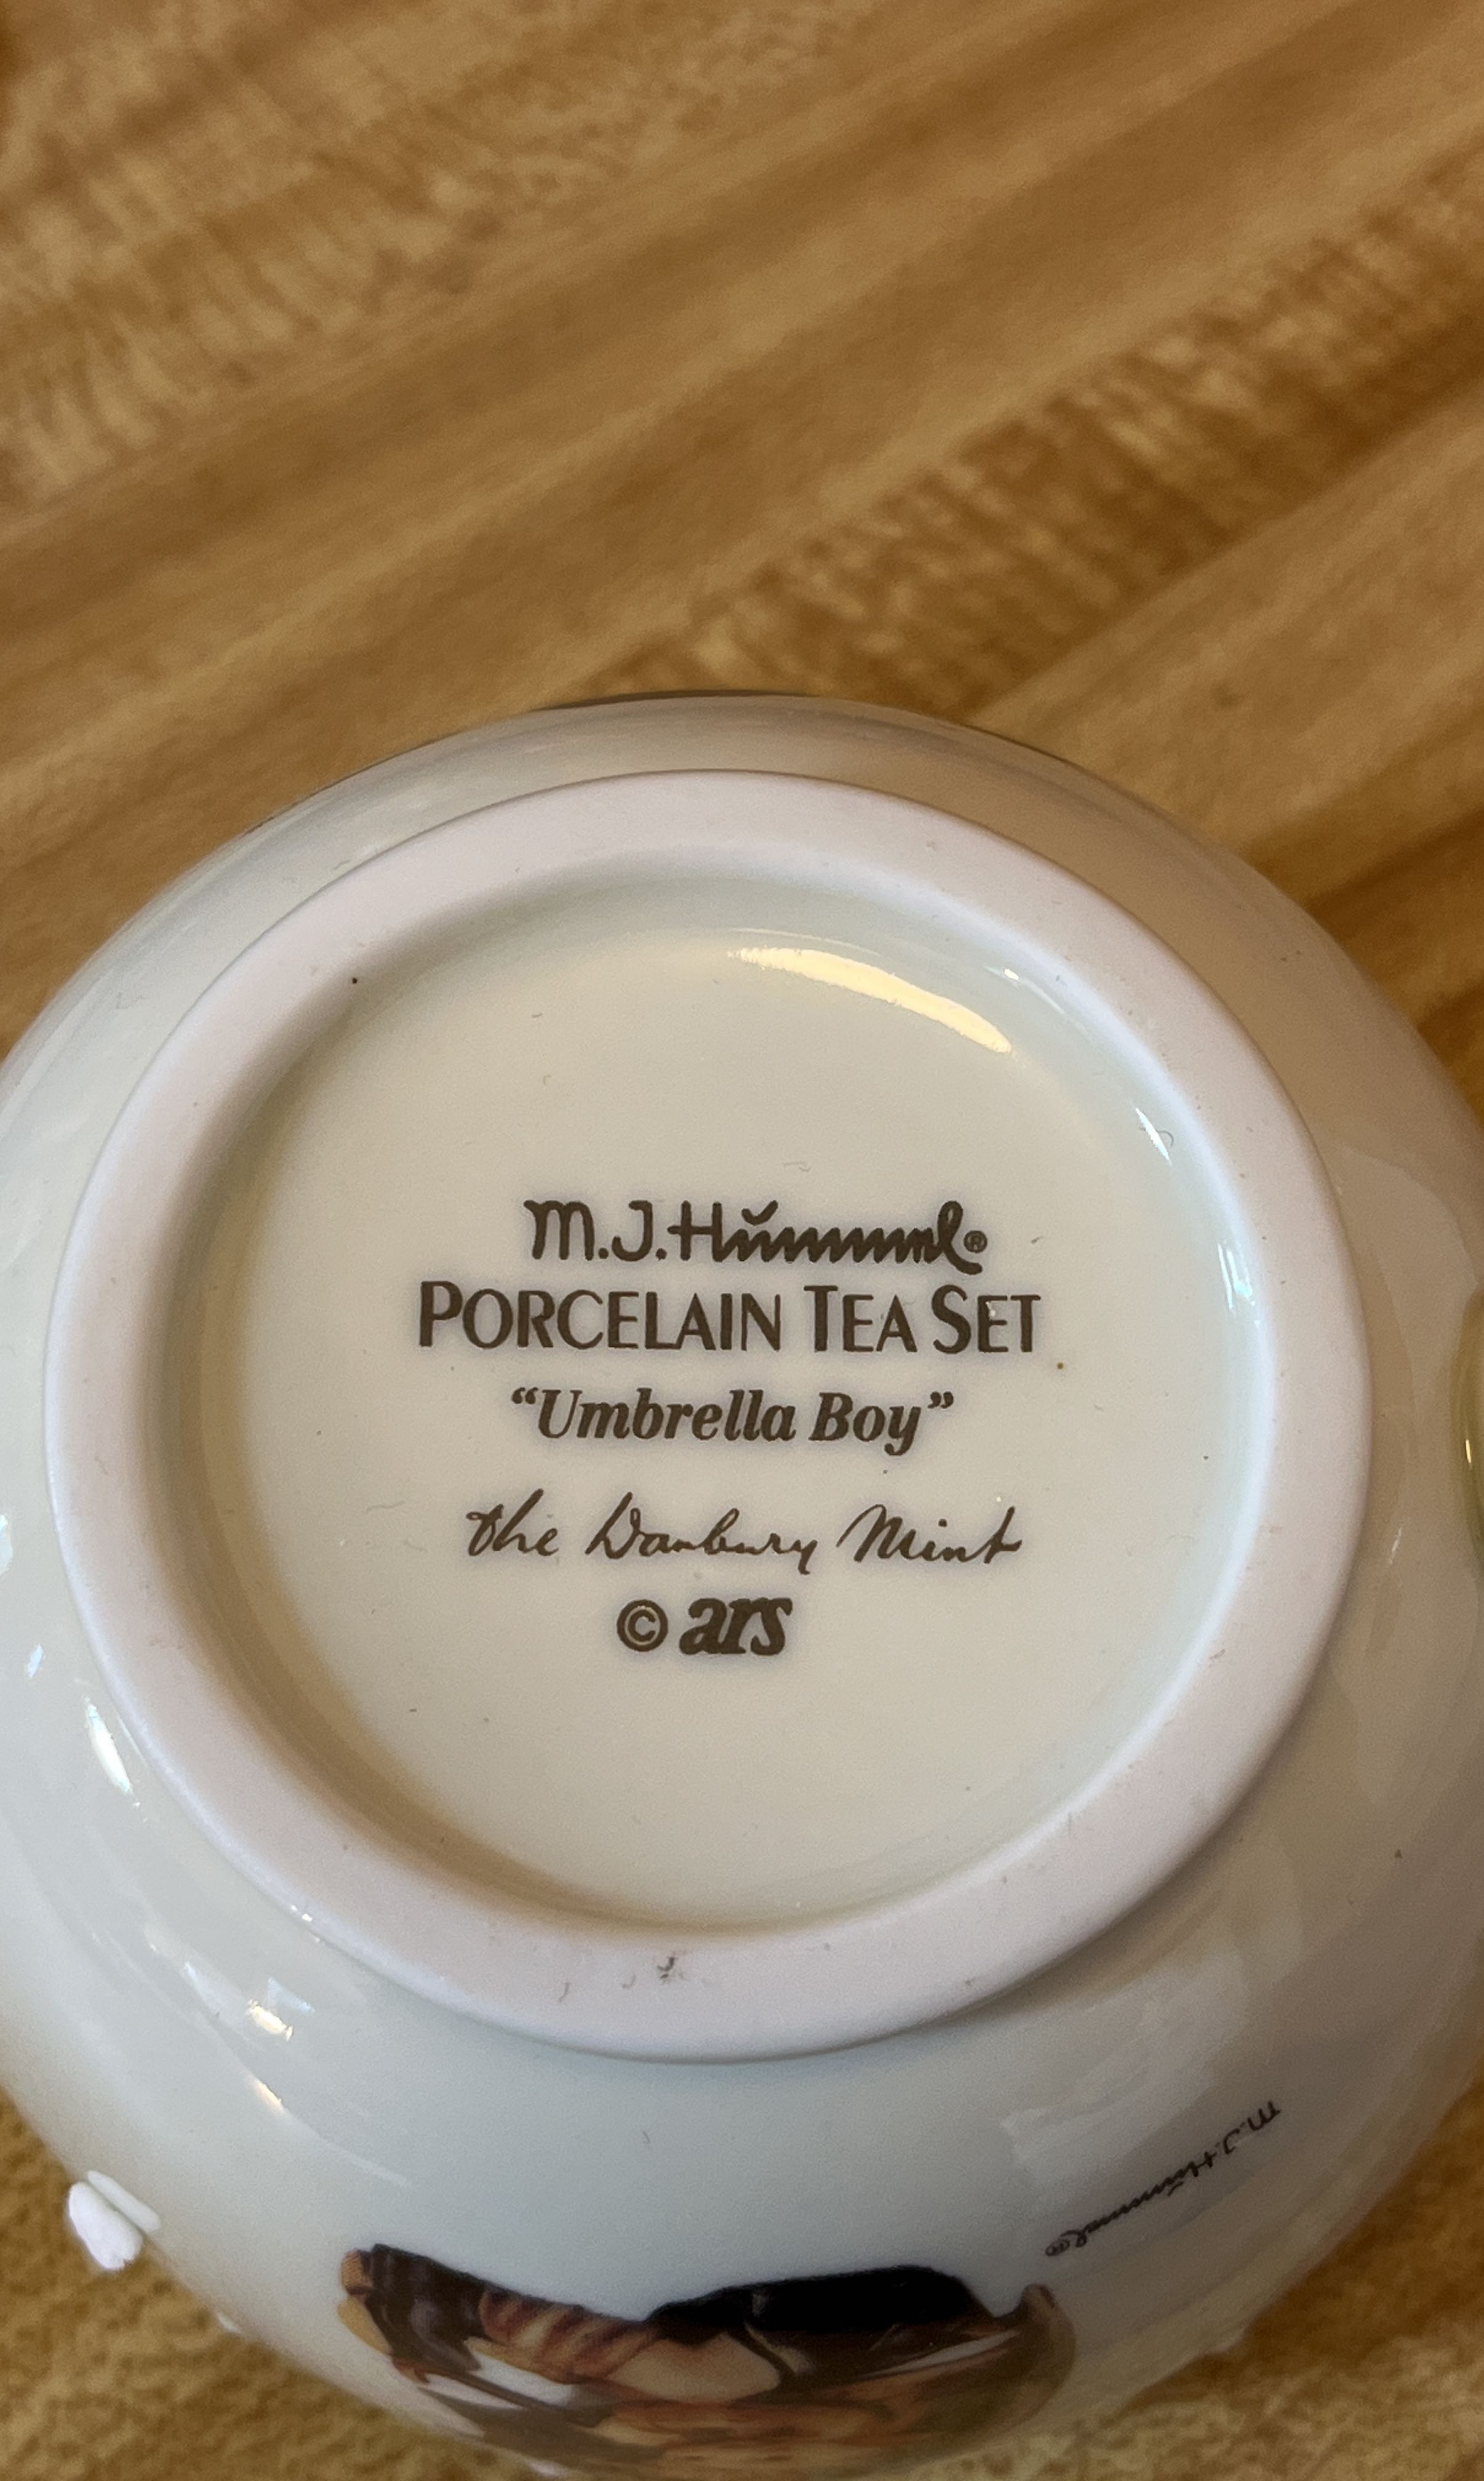 M.J.Hummel®
PORCELAIN TEA SET
“Umbrella Boy”
the Danbury Mint
© ars
M.J.Hummel®